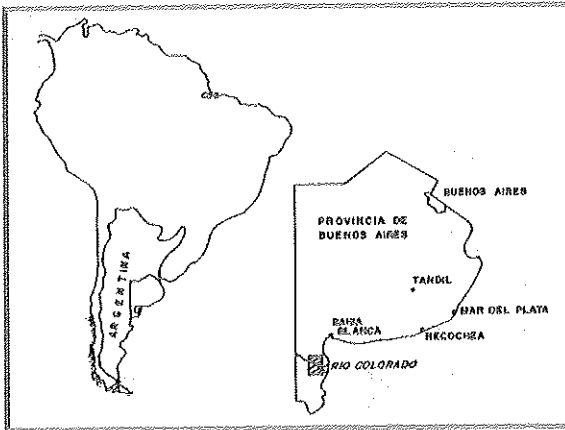 ARGENTINA
BUENOS AIRES
PROVINCIA DE
BUENOS AIRES
TANDIL
MAR DEL PLATA
BAHIA
BLANCA
NECOCHEA
RIO COLORADO